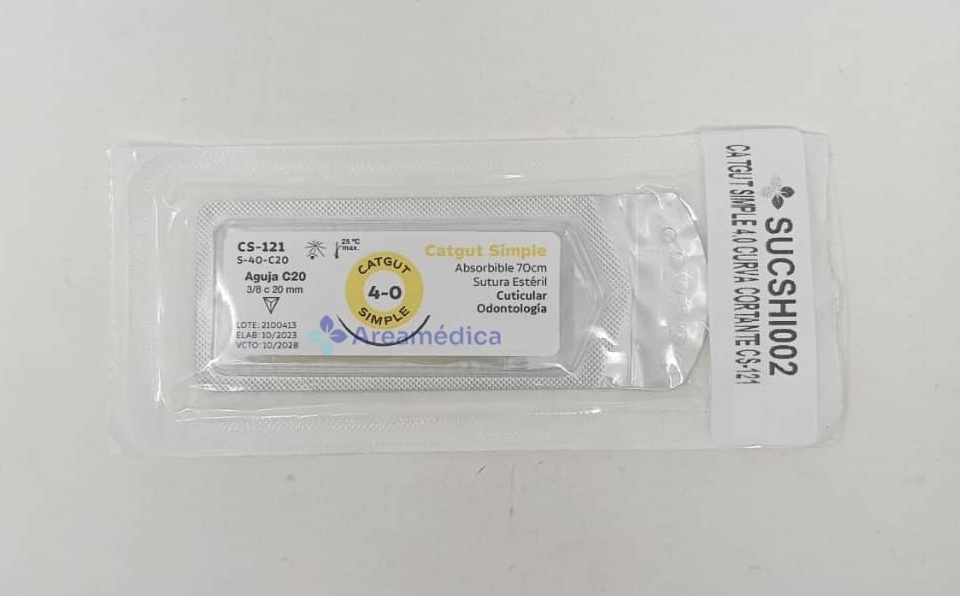 CS-121
S-40-C20
Aguja C20
3/8 c 20 mm
25 ºC
max.
CATGUT
4-0
SIMPLE
Catgut Simple
Absorbible 70cm
Sutura Estéril
Cuticular
Odontología
LOTE: 2100413
ELAB: 10/2023
VCTO: 10/2028
Areamédica
SUCSHI002
CATGUT SIMPLE 4.0 CURVA CORTANTE CS-121